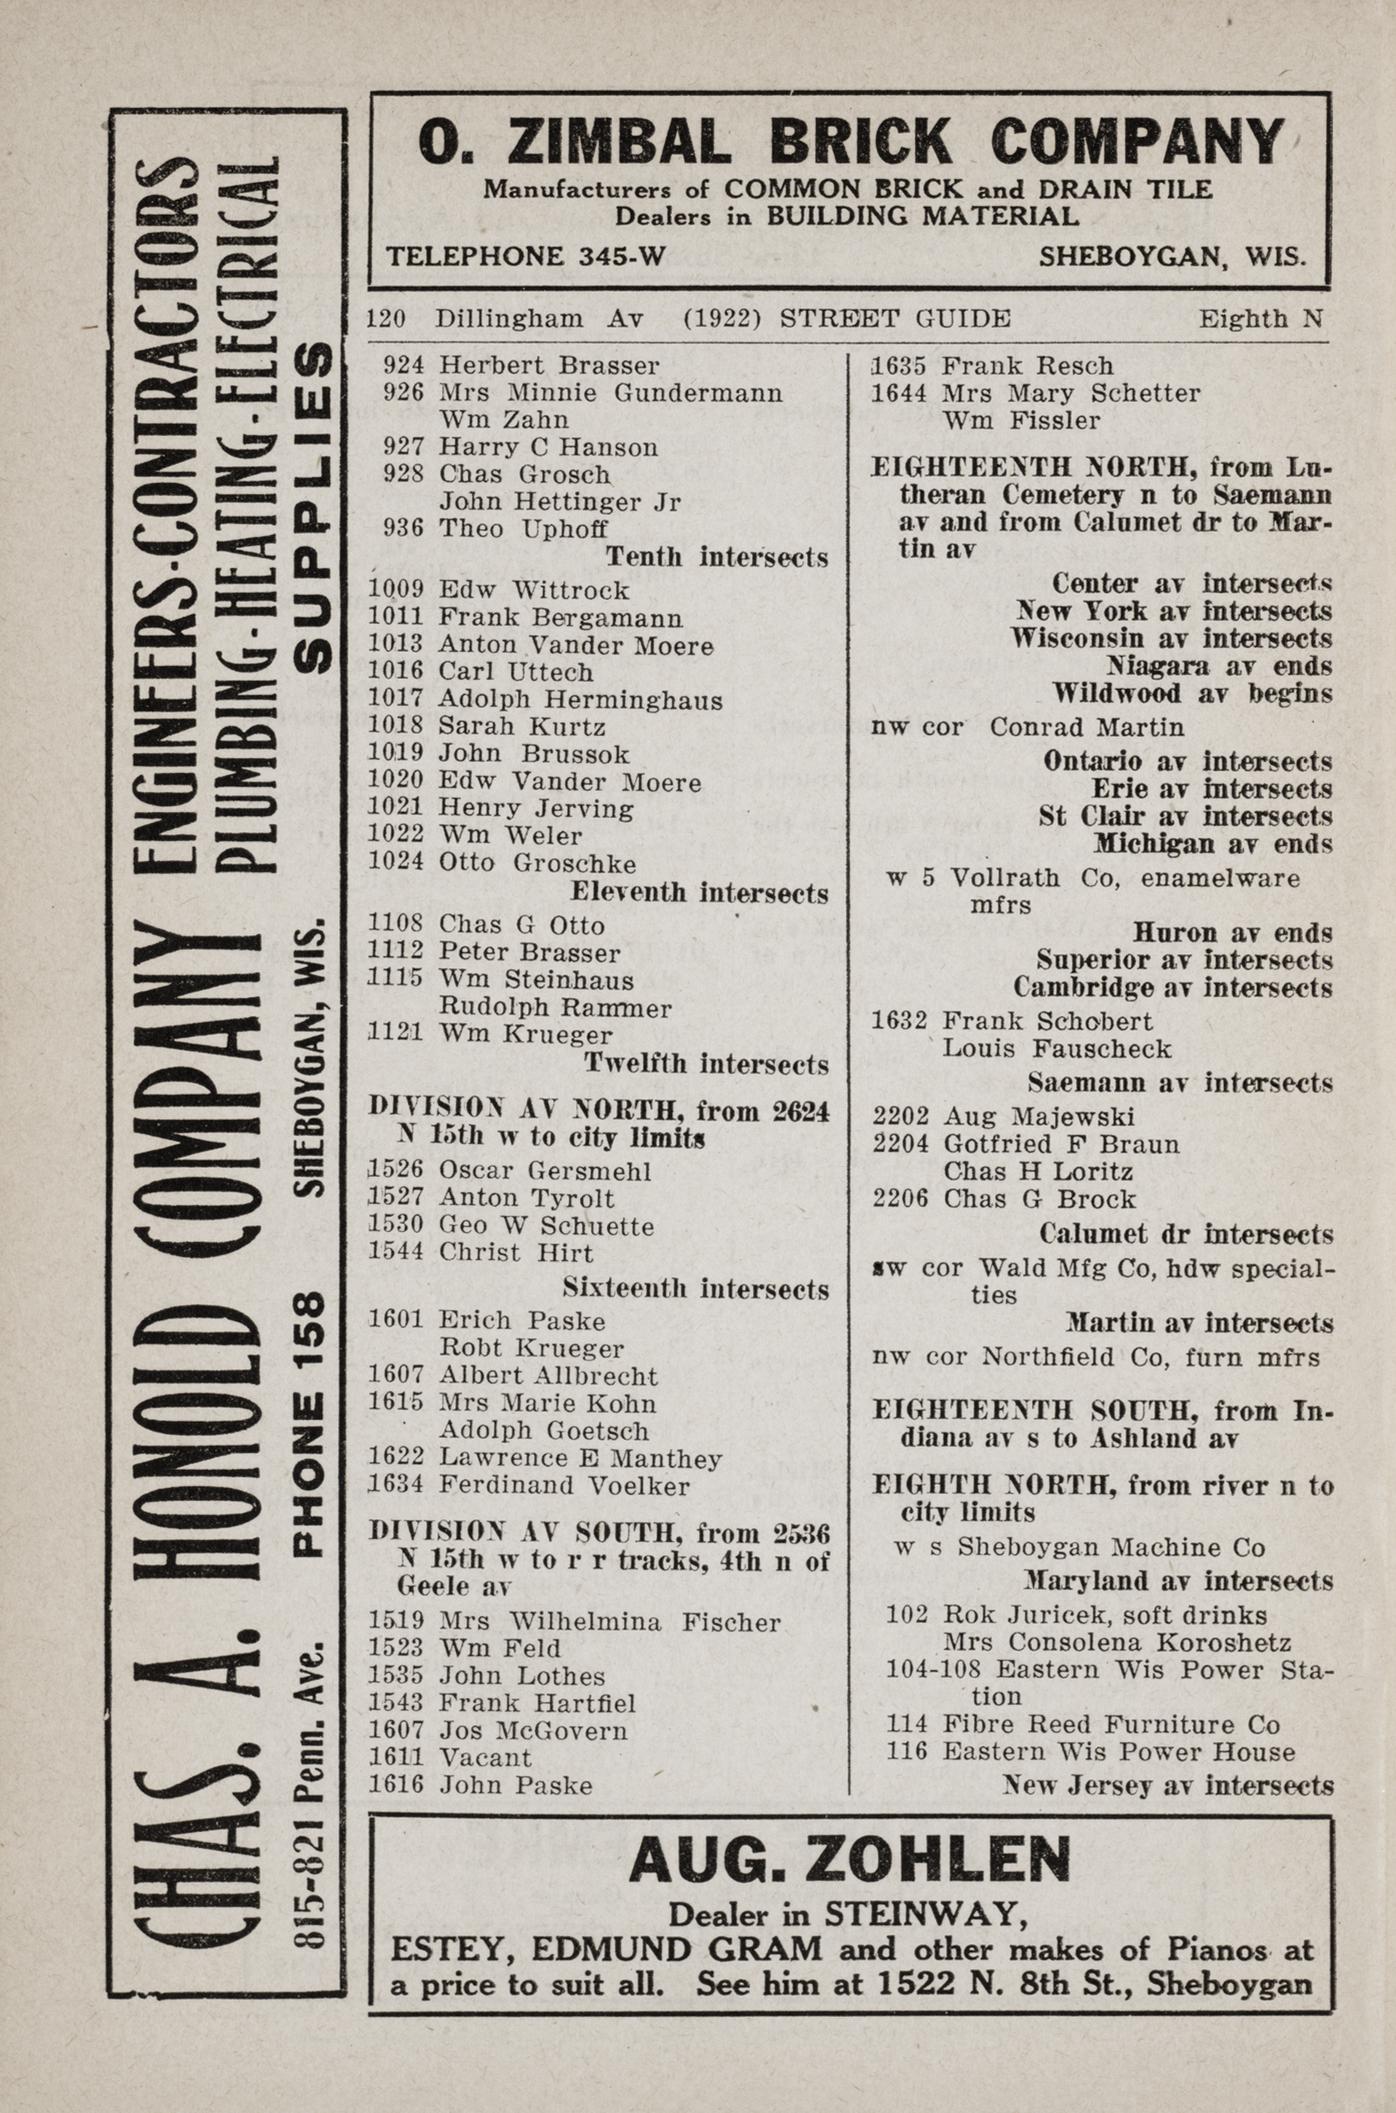 O. ZIMBAL BRICK COMPANY
Manufacturers of COMMON BRICK and DRAIN TILE
Dealers in BUILDING MATERIAL
TELEPHONE 345-W SHEBOYGAN, WIS.
CHAS. A. HONOLD COMPANY ENGINEERS-CONTRACTORS
PLUMBING-HEATING-ELECTRICAL
815-821 Penn. Ave. PHONE 158 SHEBOYGAN, WIS. SUPPLIES
120 Dillingham Av (1922) STREET GUIDE Eighth N
924 Herbert Brasser
926 Mrs Minnie Gundermann
Wm Zahn
927 Harry C Hanson
928 Chas Grosch
John Hettinger Jr
936 Theo Uphoff
Tenth intersects
1009 Edw Wittrock
1011 Frank Bergamann
1013 Anton Vander Moere
1016 Carl Uttech
1017 Adolph Herminghaus
1018 Sarah Kurtz
1019 John Brussok
1020 Edw Vander Moere
1021 Henry Jerving
1022 Wm Weler
1024 Otto Groschke
Eleventh intersects
1108 Chas G Otto
1112 Peter Brasser
1115 Wm Steinhaus
Rudolph Rammer
1121 Wm Krueger
Twelfth intersects
DIVISION AV NORTH, from 2624
N 15th w to city limits
1526 Oscar Gersmehl
1527 Anton Tyrolt
1530 Geo W Schuette
1544 Christ Hirt
Sixteenth intersects
1601 Erich Paske
Robt Krueger
1607 Albert Allbrecht
1615 Mrs Marie Kohn
Adolph Goetsch
1622 Lawrence E Manthey
1634 Ferdinand Voelker
DIVISION AV SOUTH, from 2536
N 15th w to r r tracks, 4th n of
Geele av
1519 Mrs Wilhelmina Fischer
1523 Wm Feld
1535 John Lothes
1543 Frank Hartfiel
1607 Jos McGovern
1611 Vacant
1616 John Paske
1635 Frank Resch
1644 Mrs Mary Schetter
Wm Fissler
EIGHTEENTH NORTH, from Lu-
theran Cemetery n to Saemann
av and from Calumet dr to Mar-
tin av
Center av intersects
New York av intersects
Wisconsin av intersects
Niagara av ends
Wildwood av begins
nw cor Conrad Martin
Ontario av intersects
Erie av intersects
St Clair av intersects
Michigan av ends
w 5 Vollrath Co, enamelware
mfrs
Huron av ends
Superior av intersects
Cambridge av intersects
1632 Frank Schobert
Louis Fauscheck
Saemann av intersects
2202 Aug Majewski
2204 Gotfried F Braun
Chas H Loritz
2206 Chas G Brock
Calumet dr intersects
sw cor Wald Mfg Co, hdw special-
ties
Martin av intersects
nw cor Northfield Co, furn mfrs
EIGHTEENTH SOUTH, from In-
diana av s to Ashland av
EIGHTH NORTH, from river n to
city limits
w s Sheboygan Machine Co
Maryland av intersects
102 Rok Juricek, soft drinks
Mrs Consolena Koroshetz
104-108 Eastern Wis Power Sta-
tion
114 Fibre Reed Furniture Co
116 Eastern Wis Power House
New Jersey av intersects
AUG. ZOHLEN
Dealer in STEINWAY,
ESTEY, EDMUND GRAM and other makes of Pianos at
a price to suit all. See him at 1522 N. 8th St., Sheboygan